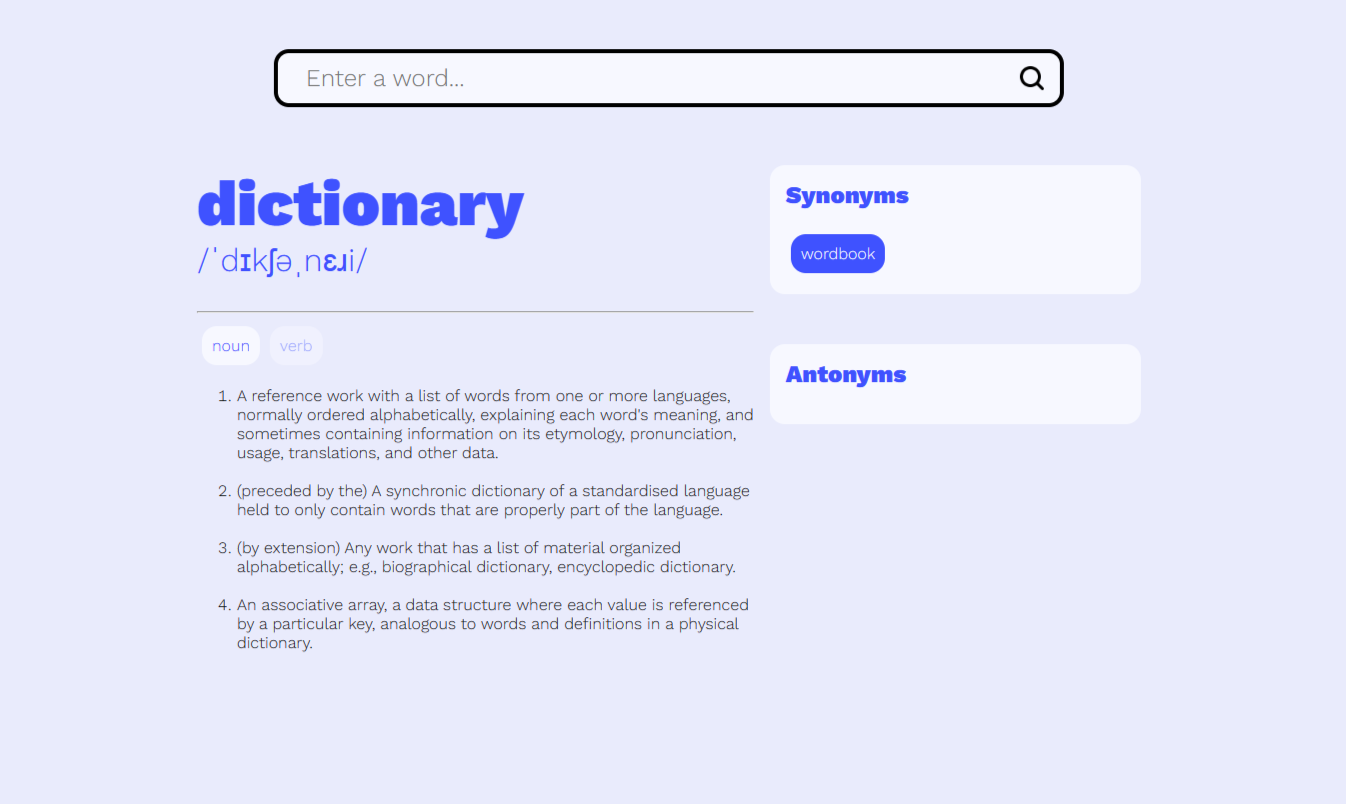 Enter a word...
dictionary
/ˈdɪkʃəˌnɛɹi/
noun
verb
1. A reference work with a list of words from one or more languages,
normally ordered alphabetically, explaining each word's meaning, and
sometimes containing information on its etymology, pronunciation,
usage, translations, and other data.
2. (preceded by the) A synchronic dictionary of a standardised language
held to only contain words that are properly part of the language.
3. (by extension) Any work that has a list of material organized
alphabetically; e.g., biographical dictionary, encyclopedic dictionary.
4. An associative array, a data structure where each value is referenced
by a particular key, analogous to words and definitions in a physical
dictionary.
Synonyms
wordbook
Antonyms